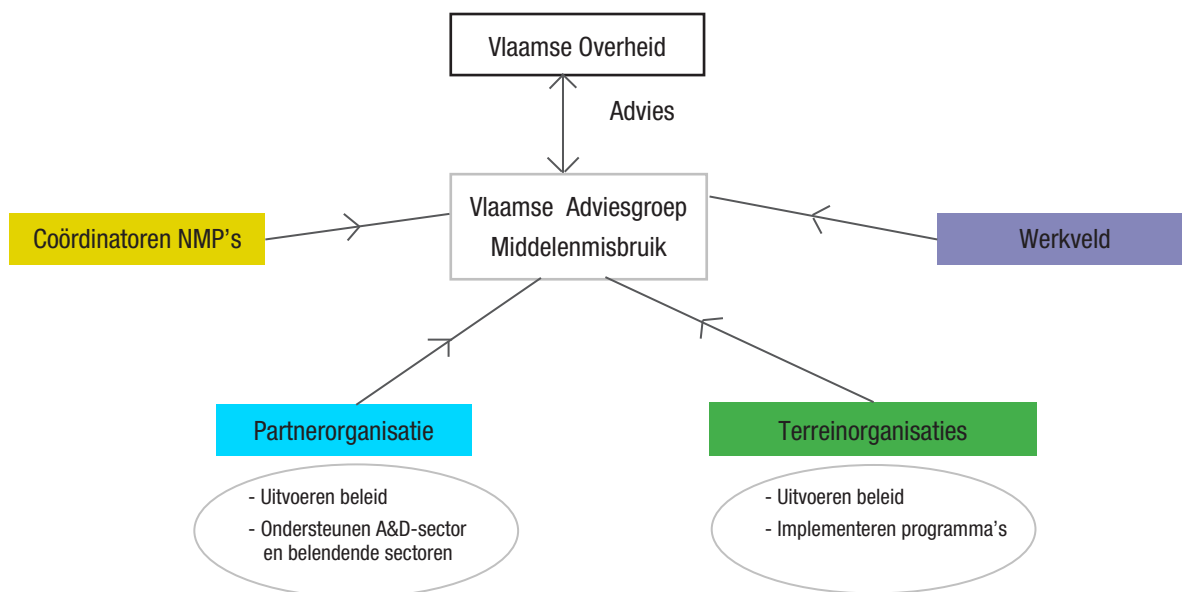 Vlaamse Overheid
Advies
Vlaamse Adviesgroep
Middelenmisbruik
Coördinatoren NMP's
Werkveld
Partnerorganisatie
- Uitvoeren beleid
- Ondersteunen A&D-sector
en belendende sectoren
Terreinorganisaties
- Uitvoeren beleid
- Implementeren programma's